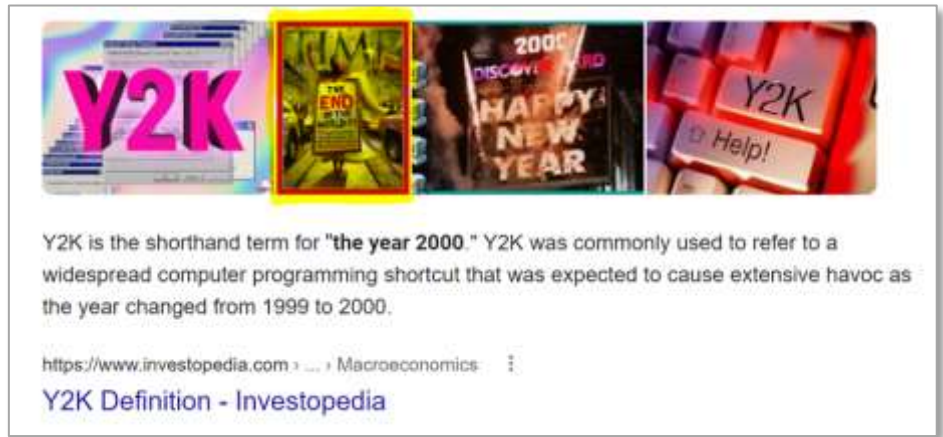 Y2K
TIME
THE
END
2000
HAPPY
NEW
YEAR
Y2K
Help!
Y2K is the shorthand term for "the year 2000." Y2K was commonly used to refer to a
widespread computer programming shortcut that was expected to cause extensive havoc as
the year changed from 1999 to 2000.
https://www.investopedia.com › ... › Macroeconomics
Y2K Definition - Investopedia